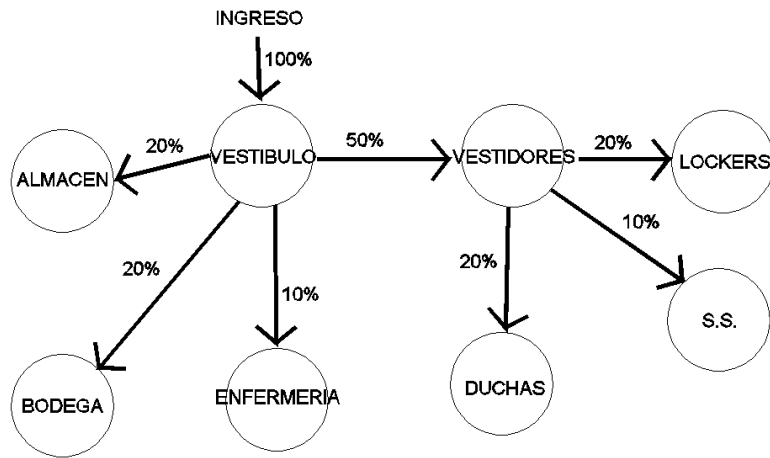 INGRESO
100%
20%
VESTIBULO
50%
VESTIDORES
20%
LOCKERS
ALMACEN
20%
10%
20%
10%
S.S.
BODEGA
ENFERMERIA
DUCHAS